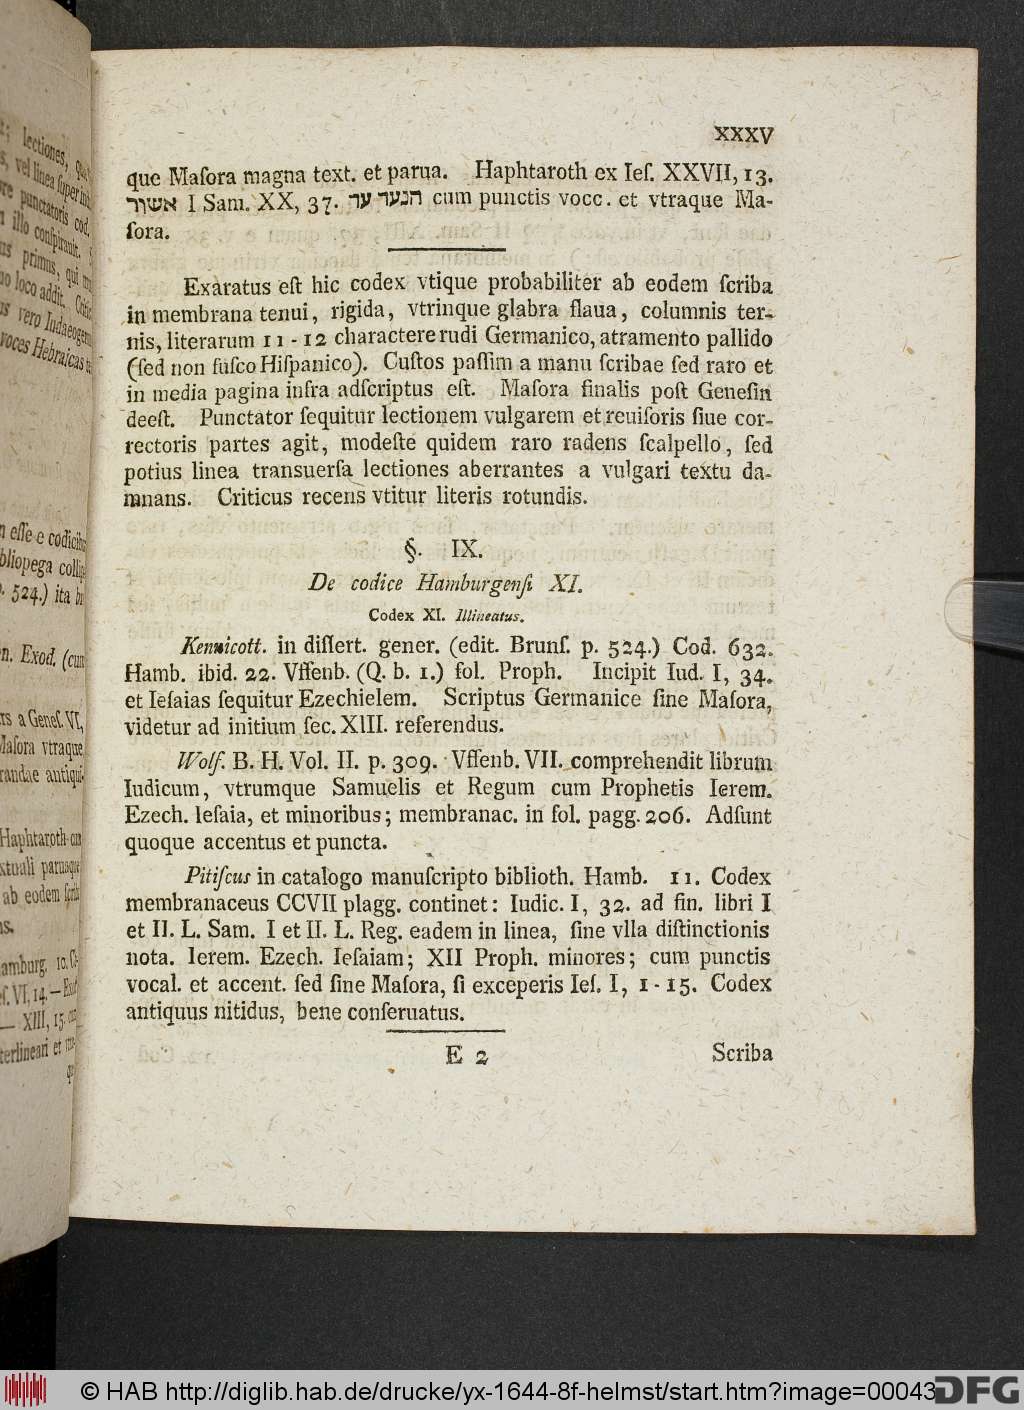 XXXV
que Maſora magna text. et parua. Haphtaroth ex Ieſ. XXVII, 13.
אשור I Sam. XX, 37. הנער עד cum punctis vocc. et vtraque Ma-
ſora.
Exaratus eſt hic codex vtique probabiliter ab eodem ſcriba
in membrana tenui, rigida, vtrinque glabra flaua, columnis ter-
nis, literarum 11-12 charactere rudi Germanico, atramento pallido
(ſed non fuſco Hiſpanico). Cuſtos paſſim a manu ſcribae ſed raro et
in media pagina infra adſcriptus eſt. Maſora finalis poſt Geneſin
deeſt. Punctator ſequitur lectionem vulgarem et reuiſoris ſiue cor-
rectoris partes agit, modeſte quidem raro radens ſcalpello, ſed
potius linea transuerſa lectiones aberrantes a vulgari textu da-
mnans. Criticus recens vtitur literis rotundis.
§. IX.
De codice Hamburgenſi XI.
Codex XI. Illineatus.
Kennicott. in diſſert. gener. (edit. Brunſ. p. 524.) Cod. 632.
Hamb. ibid. 22. Vffenb. (Q. b. 1.) fol. Proph. Incipit Iud. I, 34.
et Ieſaias ſequitur Ezechielem. Scriptus Germanice ſine Maſora,
videtur ad initium ſec. XIII. referendus.
Wolf. B. H. Vol. II. p. 309. Vffenb. VII. comprehendit librum
Iudicum, vtrumque Samuelis et Regum cum Prophetis Ierem.
Ezech. Ieſaia, et minoribus; membranac. in fol. pagg. 206. Adſunt
quoque accentus et puncta.
Pitiſcus in catalogo manuſcripto biblioth. Hamb. 11. Codex
membranaceus CCVII plagg. continet: Iudic. I, 32. ad fin. libri I
et II. L. Sam. I et II. L. Reg. eadem in linea, ſine vlla diſtinctionis
nota. Ierem. Ezech. Ieſaiam; XII Proph. minores; cum punctis
vocal. et accent. ſed ſine Maſora, ſi exceperis Ieſ. I, 1-15. Codex
antiquus nitidus, bene conſeruatus.
E 2 Scriba
© HAB http://diglib.hab.de/drucke/yx-1644-8f-helmst/start.htm?image=00043
DFG